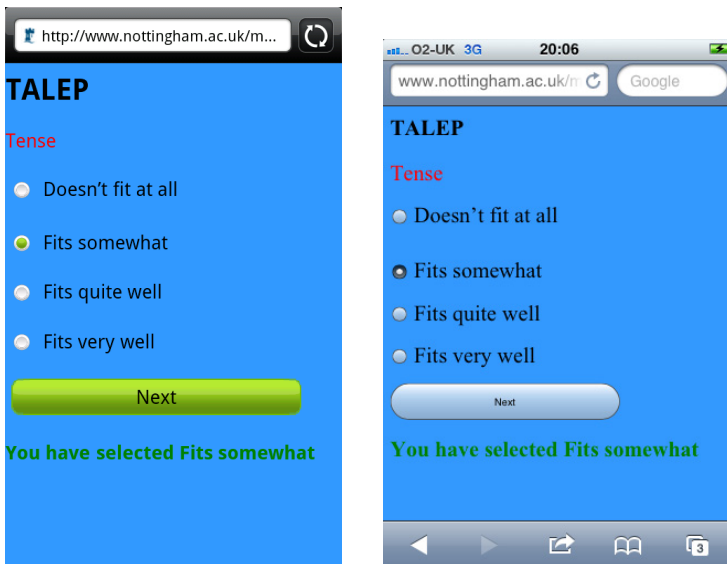 http://www.nottingham.ac.uk/m...
TALEP
Tense
Doesn’t fit at all
Fits somewhat
Fits quite well
Fits very well
Next
You have selected Fits somewhat
O2-UK 3G 20:06
www.nottingham.ac.uk/m Google
TALEP
Tense
Doesn’t fit at all
Fits somewhat
Fits quite well
Fits very well
Next
You have selected Fits somewhat
3